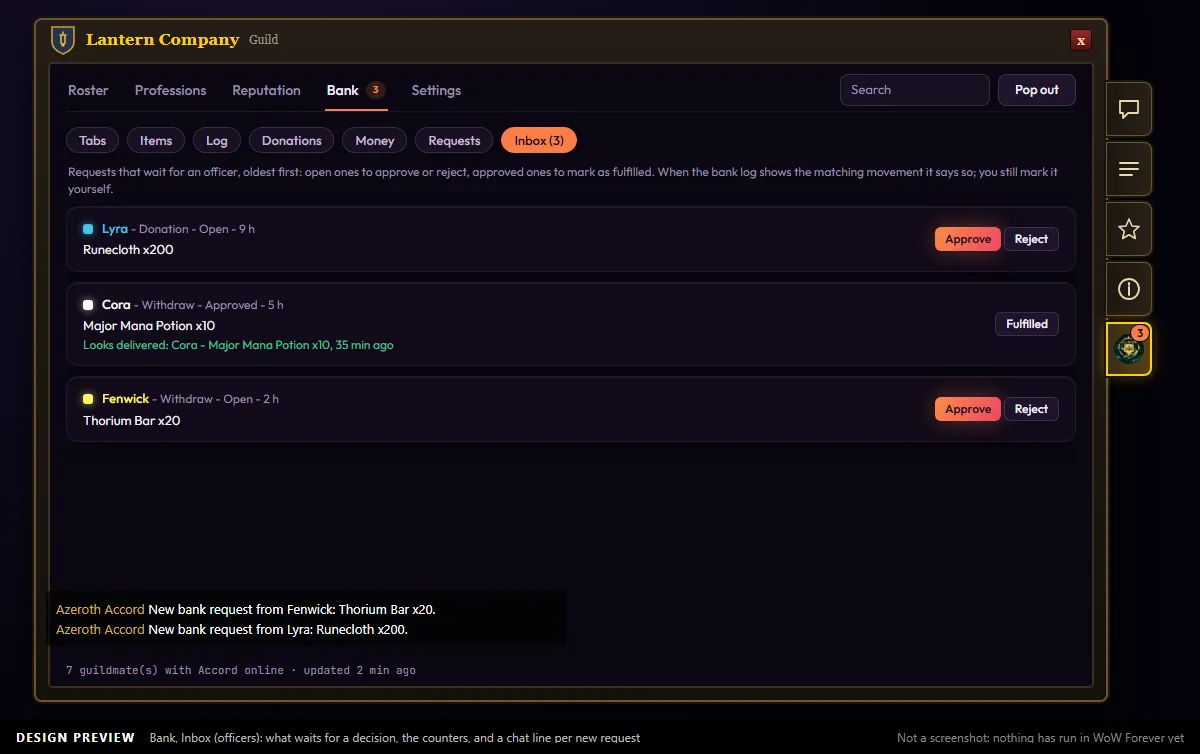 Lantern Company Guild
x
Roster Professions Reputation Bank 3 Settings
Search
Pop out
Tabs Items Log Donations Money Requests Inbox (3)
Requests that wait for an officer, oldest first: open ones to approve or reject, approved ones to mark as fulfilled. When the bank log shows the matching movement it says so; you still mark it
yourself.
Lyra - Donation - Open - 9 h
Runecloth x200
Approve Reject
Cora - Withdraw - Approved - 5 h
Major Mana Potion x10
Looks delivered: Cora - Major Mana Potion x10, 35 min ago
Fulfilled
3
Fenwick - Withdraw - Open - 2 h
Thorium Bar x20
Approve Reject
Azeroth Accord New bank request from Fenwick: Thorium Bar x20.
Azeroth Accord New bank request from Lyra: Runecloth x200.
7 guildmate(s) with Accord online · updated 2 min ago
DESIGN PREVIEW Bank, Inbox (officers): what waits for a decision, the counters, and a chat line per new request
Not a screenshot: nothing has run in WoW Forever yet